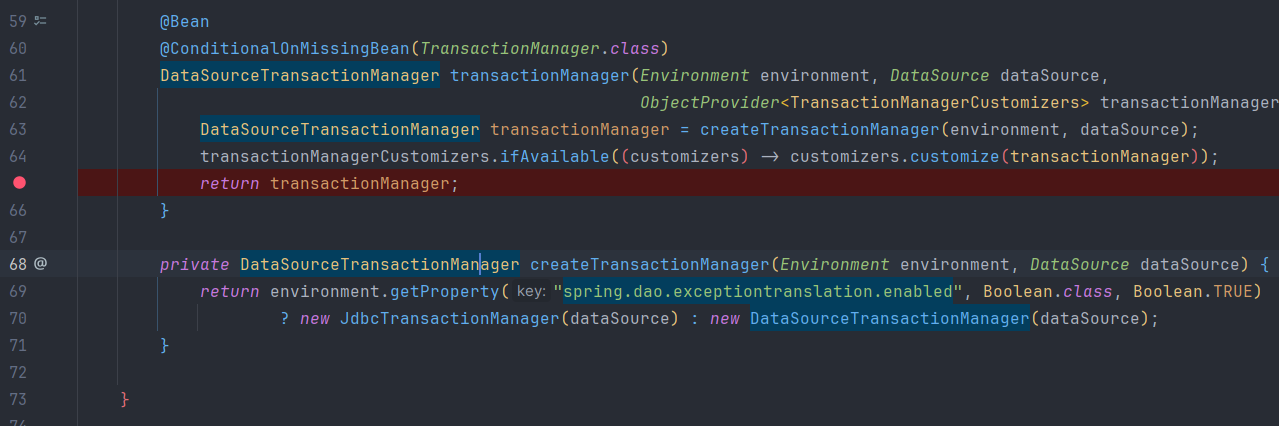 59 @Bean
60 @ConditionalOnMissingBean(TransactionManager.class)
61 DataSourceTransactionManager transactionManager(Environment environment, DataSource dataSource,
62 ObjectProvider<TransactionManagerCustomizers> transactionManager
63 DataSourceTransactionManager transactionManager = createTransactionManager(environment, dataSource);
64 transactionManagerCustomizers.ifAvailable((customizers) -> customizers.customize(transactionManager));
return transactionManager;
66 }
67
68 @ private DataSourceTransactionManager createTransactionManager(Environment environment, DataSource dataSource) {
69 return environment.getProperty( key: "spring.dao.exceptiontranslation.enabled", Boolean.class, Boolean.TRUE)
70 ? new JdbcTransactionManager(dataSource) : new DataSourceTransactionManager(dataSource);
71 }
72
73 }
74